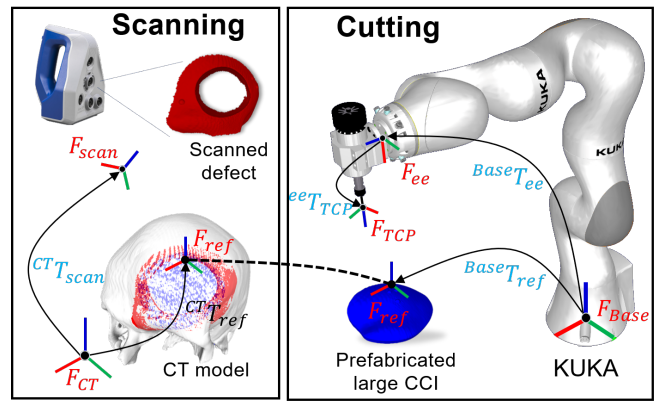 Scanning
Scanned
defect
F_scan
^CT T_scan
F_ref
^CT T_ref
F_CT
CT model
Cutting
KUKA
KUKA
F_ee
^Base T_ee
^ee T_TCP
F_TCP
^Base T_ref
F_ref
F_Base
Prefabricated
large CCI
KUKA